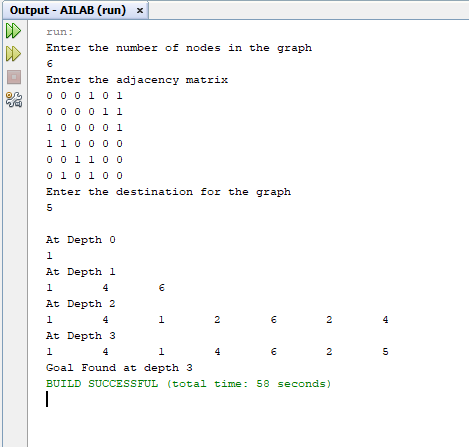 Output - AILAB (run) ×
run:
Enter the number of nodes in the graph
6
Enter the adjacency matrix
0 0 0 1 0 1
0 0 0 0 1 1
1 0 0 0 0 1
1 1 0 0 0 0
0 0 1 1 0 0
0 1 0 1 0 0
Enter the destination for the graph
5
At Depth 0
1
At Depth 1
1 4 6
At Depth 2
1 4 1 2 6 2 4
At Depth 3
1 4 1 4 6 2 5
Goal Found at depth 3
BUILD SUCCESSFUL (total time: 58 seconds)